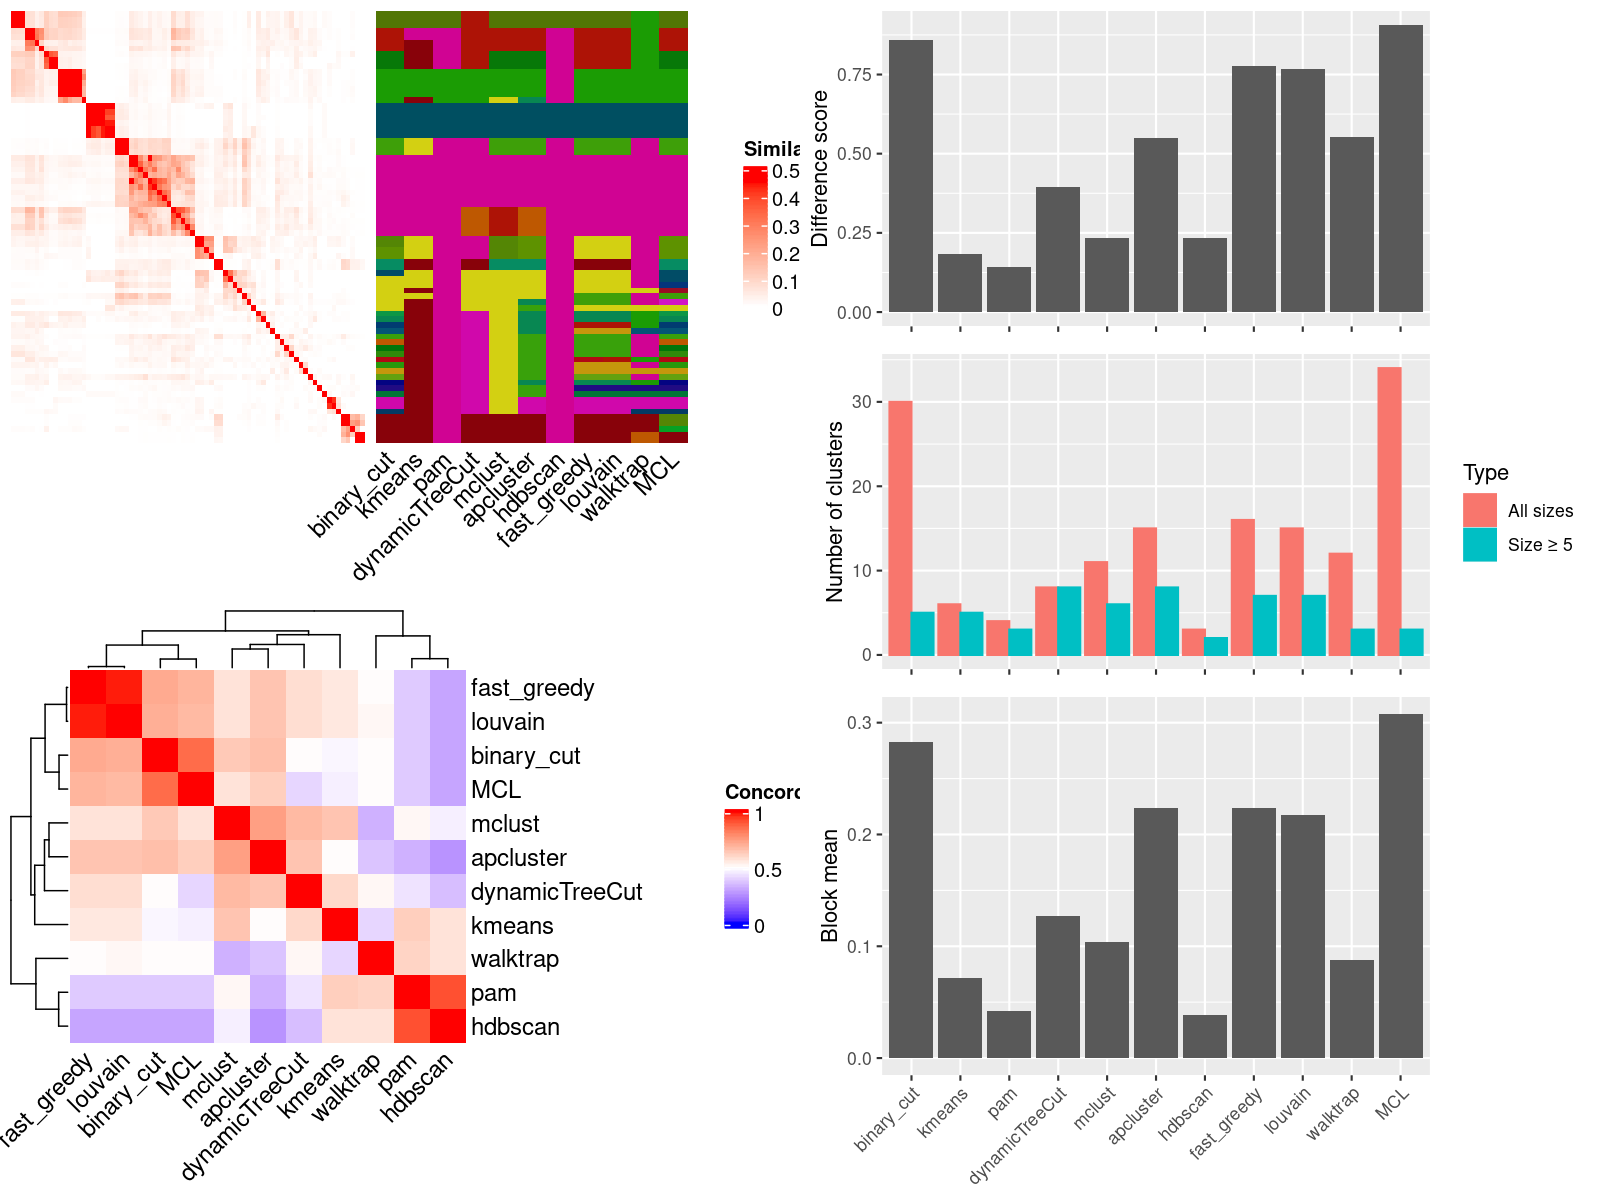 Simila
0.5
0.4
0.3
0.2
0.1
0
binary_cut
kmeans
pam
dynamicTreeCut
mclust
apcluster
hdbscan
fast_greedy
louvain
walktrap
MCL
fast_greedy
louvain
binary_cut
MCL
mclust
apcluster
dynamicTreeCut
kmeans
walktrap
pam
hdbscan
fast_greedy
louvain
binary_cut
MCL
mclust
apcluster
dynamicTreeCut
kmeans
walktrap
pam
hdbscan
Concord
1
0.5
0
Difference score
0.75
0.50
0.25
0.00
Number of clusters
30
20
10
0
Type
All sizes
Size ≥ 5
Block mean
0.3
0.2
0.1
0.0
binary_cut
kmeans
pam
dynamicTreeCut
mclust
apcluster
hdbscan
fast_greedy
louvain
walktrap
MCL